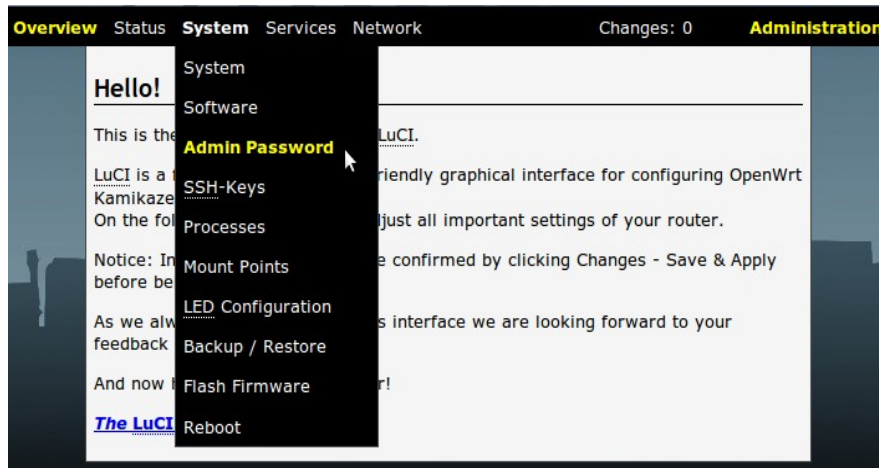 Overview Status System Services Network Changes: 0 Administration
System
Software
Admin Password
SSH-Keys
Processes
Mount Points
LED Configuration
Backup / Restore
Flash Firmware
Reboot
Hello!
This is the LuCI.
LuCI is a riendly graphical interface for configuring OpenWrt
Kamikaze
On the fol just all important settings of your router.
Notice: In e confirmed by clicking Changes - Save & Apply
before be
As we alw s interface we are looking forward to your
feedback
And now r!
The LuCI